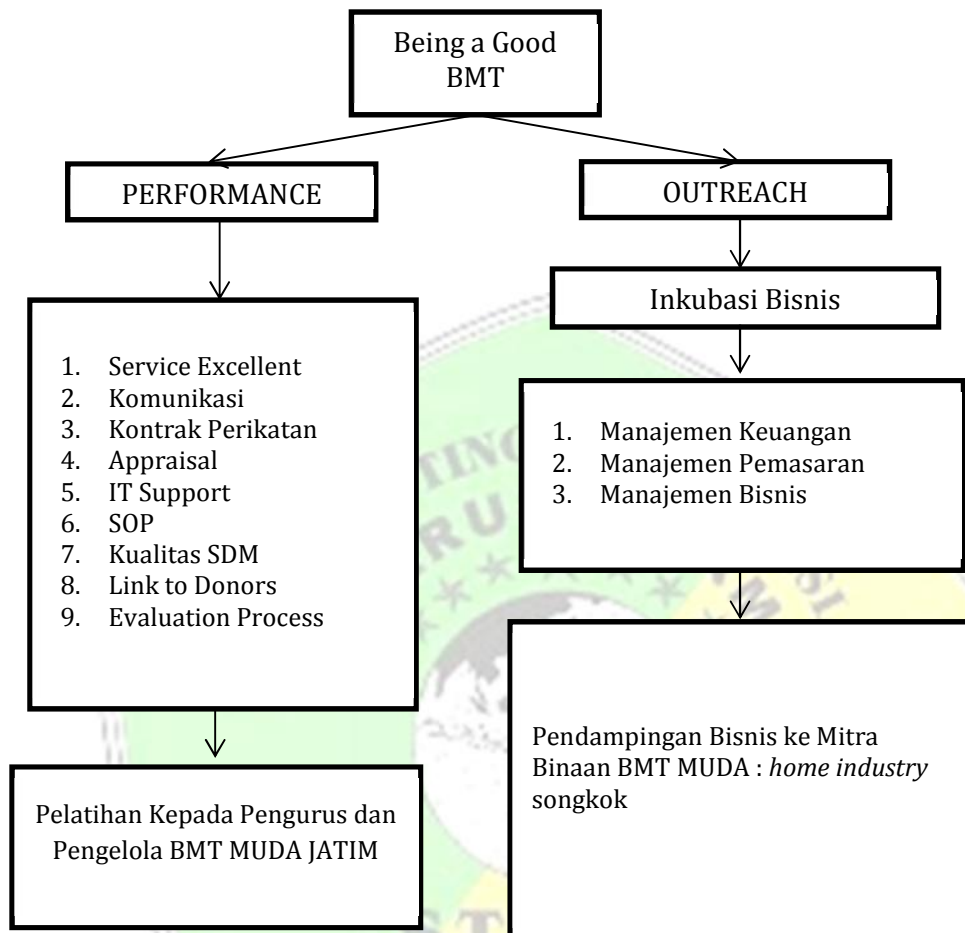 Being a Good
BMT
PERFORMANCE
OUTREACH
Inkubasi Bisnis
1. Service Excellent
2. Komunikasi
3. Kontrak Perikatan
4. Appraisal
5. IT Support
6. SOP
7. Kualitas SDM
8. Link to Donors
9. Evaluation Process
1. Manajemen Keuangan
2. Manajemen Pemasaran
3. Manajemen Bisnis
Pelatihan Kepada Pengurus dan
Pengelola BMT MUDA JATIM
Pendampingan Bisnis ke Mitra
Binaan BMT MUDA : home industry
songkok